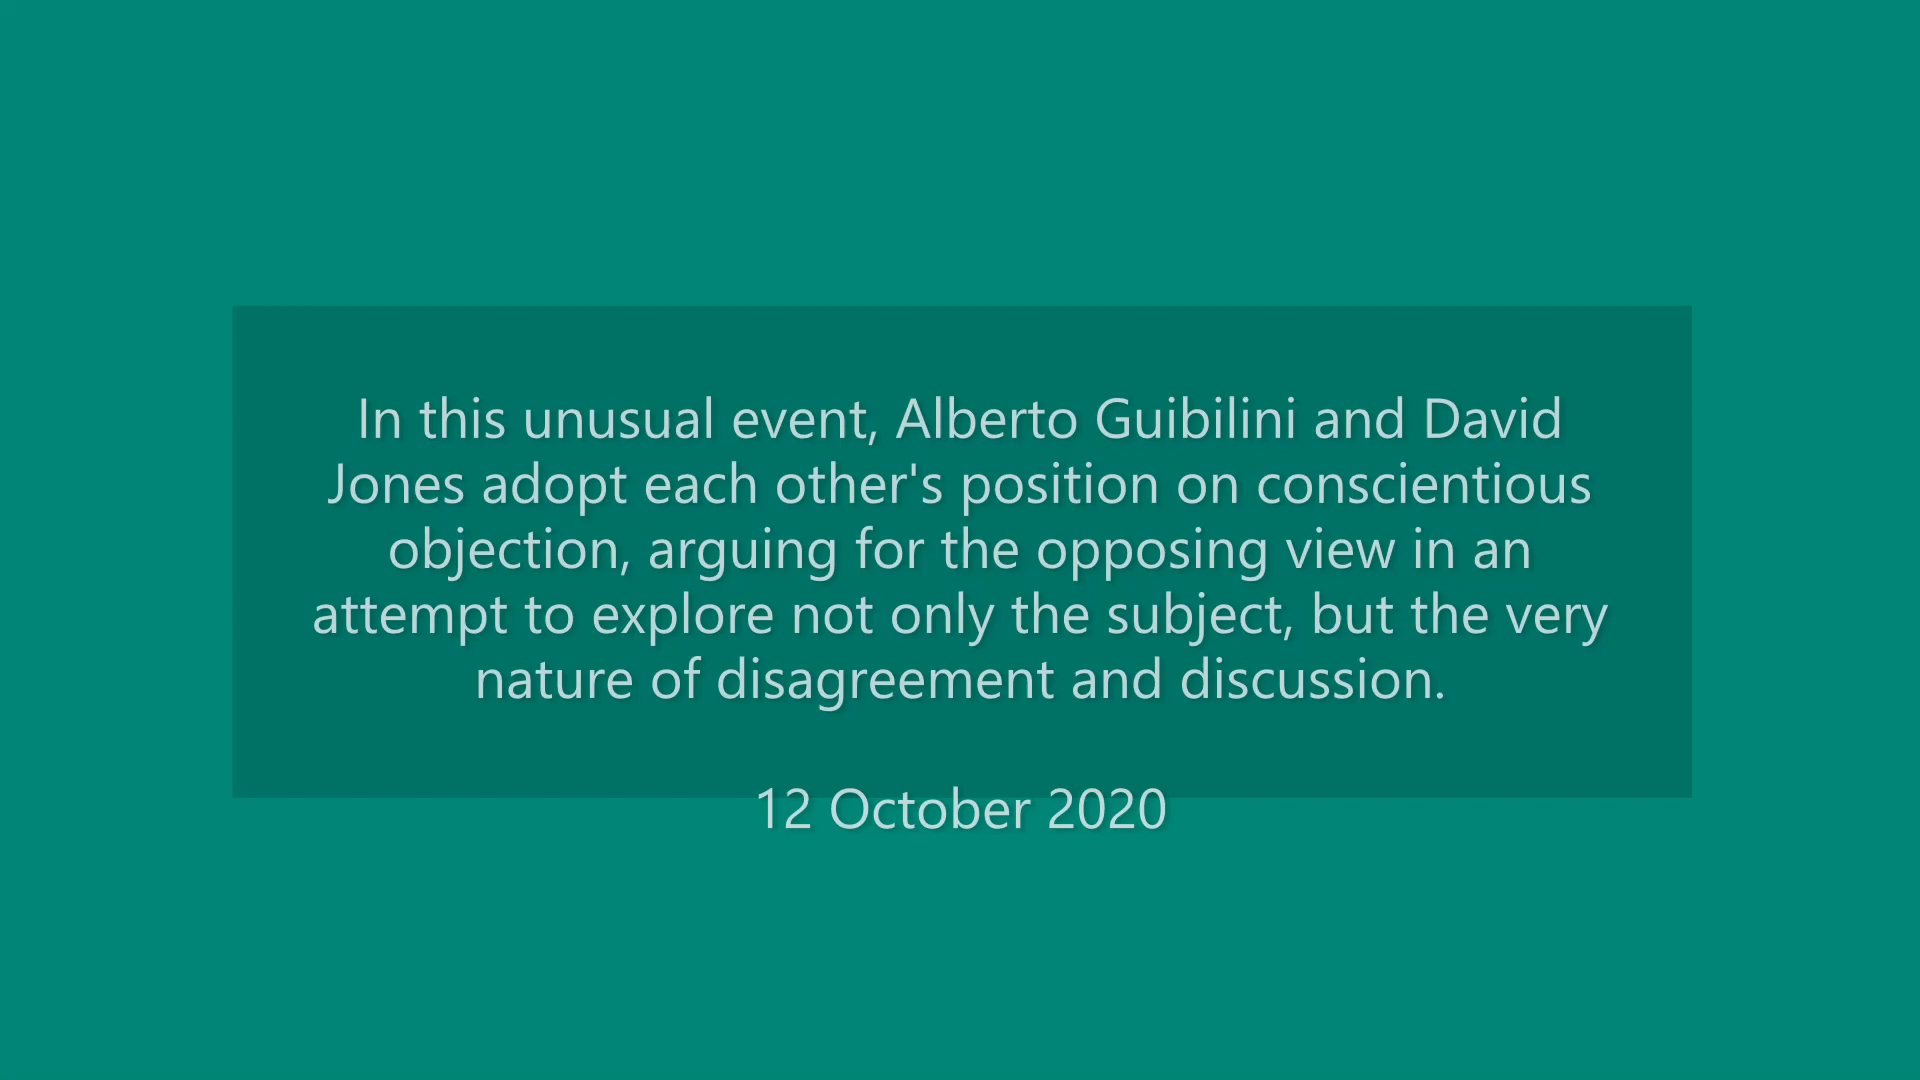 In this unusual event, Alberto Guibilini and David
Jones adopt each other's position on conscientious
objection, arguing for the opposing view in an
attempt to explore not only the subject, but the very
nature of disagreement and discussion.
12 October 2020